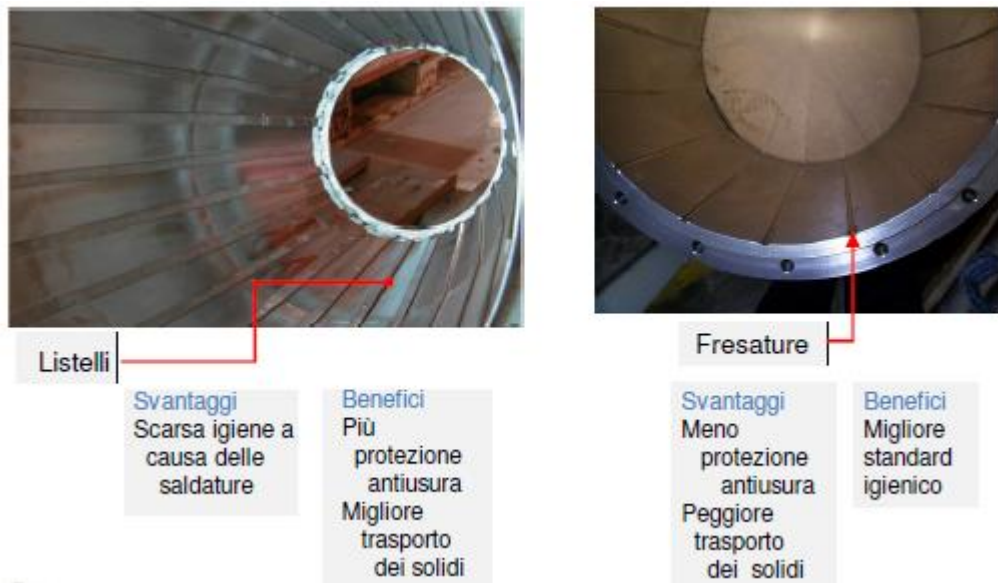 Listelli
Svantaggi
Scarsa igiene a
causa delle
saldature
Benefici
Più
protezione
antiusura
Migliore
trasporto
dei solidi
Fresature
Svantaggi
Meno
protezione
antiusura
Peggiore
trasporto
dei solidi
Benefici
Migliore
standard
igienico